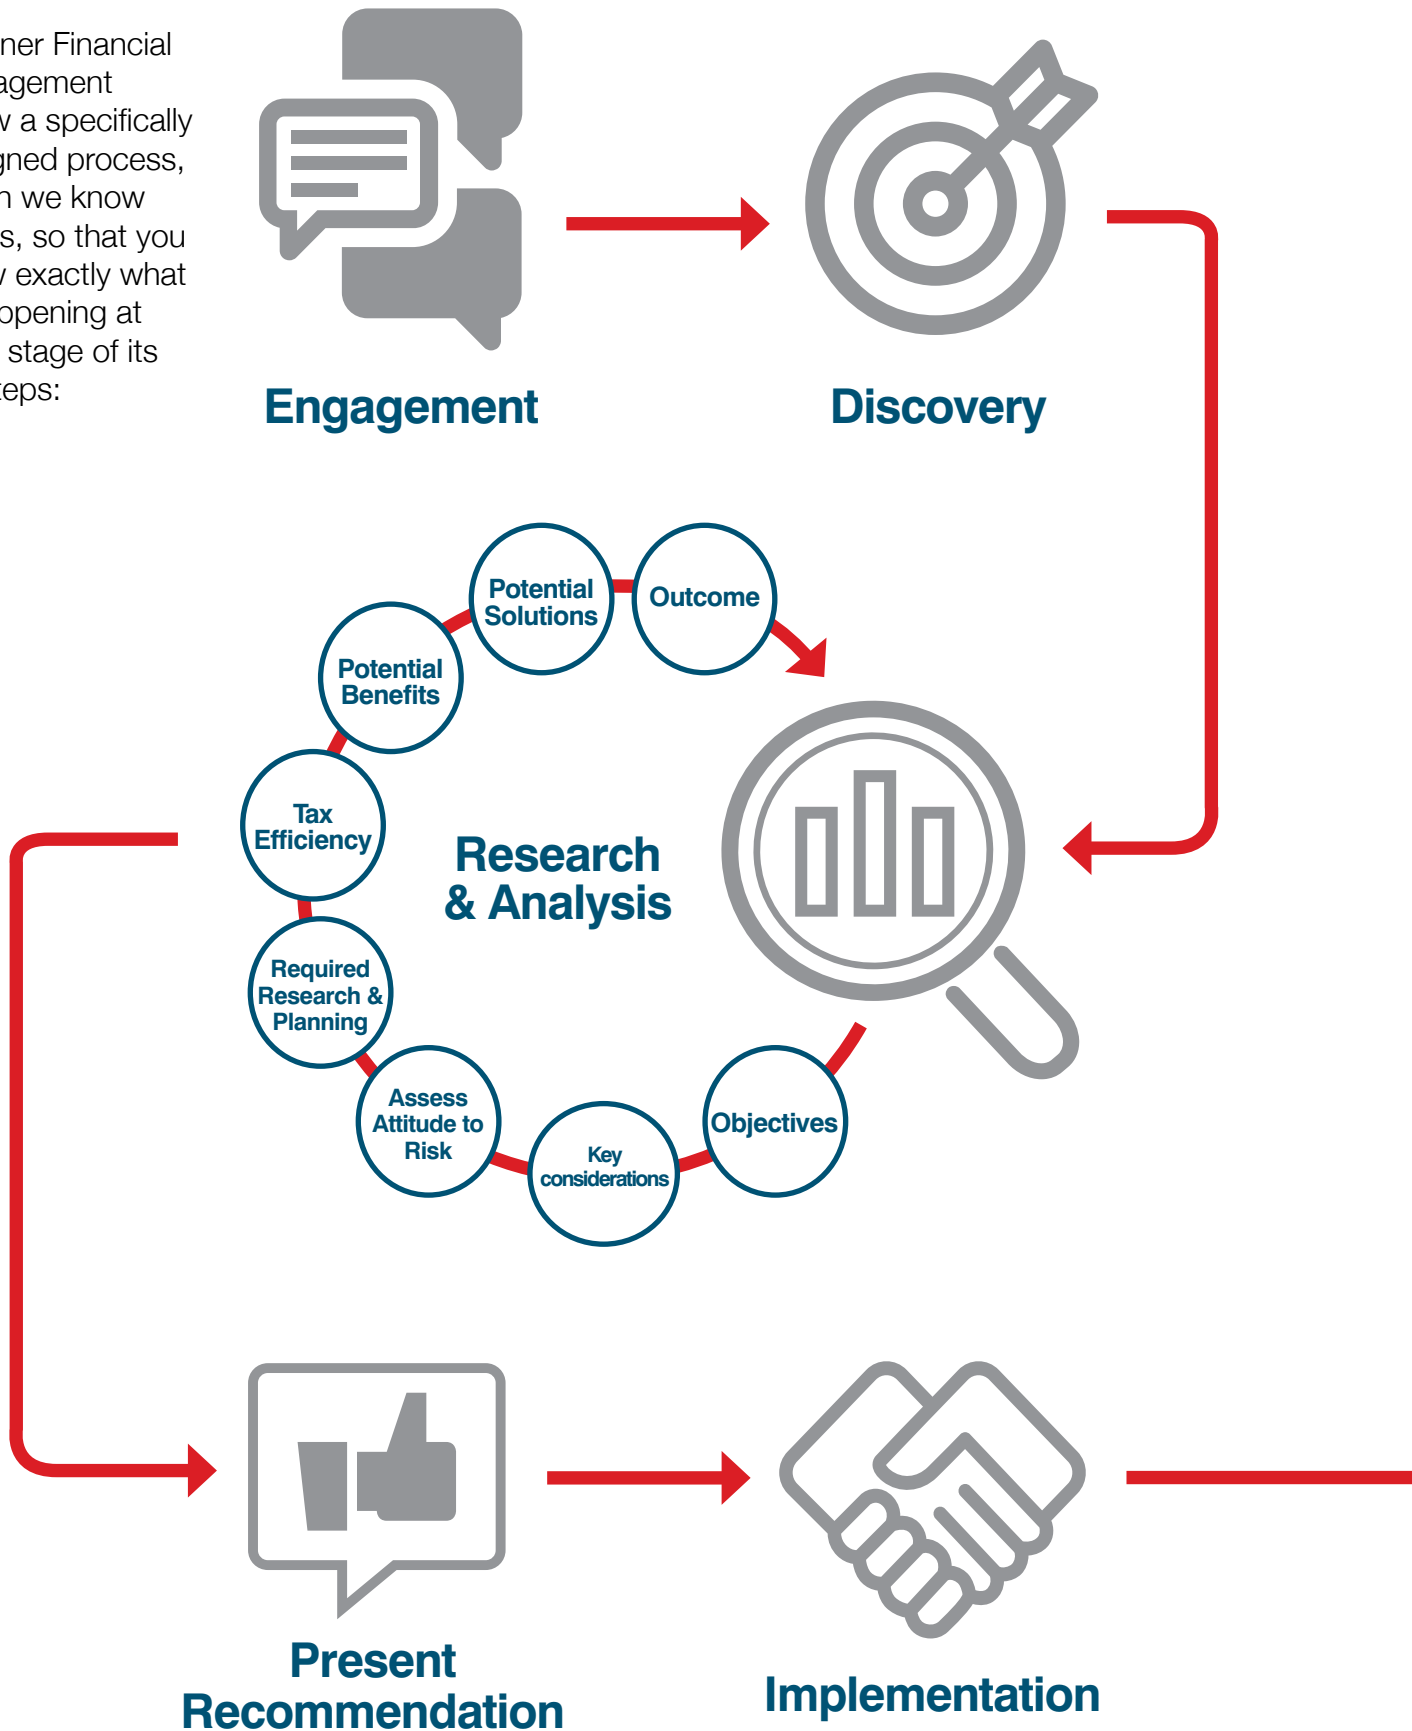 ner Financial
agement
w a specifically
gned process,
n we know
s, so that you
w exactly what
ppening at
stage of its
teps:
Engagement
Discovery
Potential
Solutions
Outcome
Potential
Benefits
Tax
Efficiency
Research
& Analysis
Required
Research &
Planning
Assess
Attitude to
Risk
Key
considerations
Objectives
Present
Recommendation
Implementation